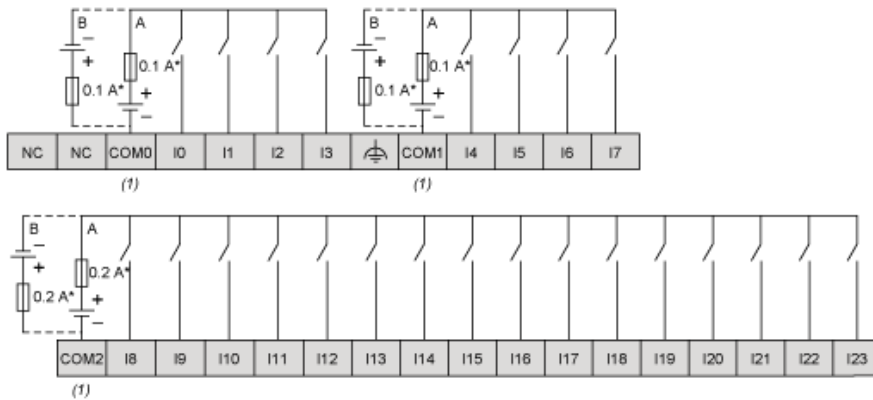 B A B A
− −
+ +
0.1 A* 0.1 A*
+ +
0.1 A* − 0.1 A* −
NC NC COM0 I0 I1 I2 I3 COM1 I4 I5 I6 I7
(1) (1)
B A
−
+
0.2 A*
0.2 A* +
−
COM2 I8 I9 I10 I11 I12 I13 I14 I15 I16 I17 I18 I19 I20 I21 I22 I23
(1)